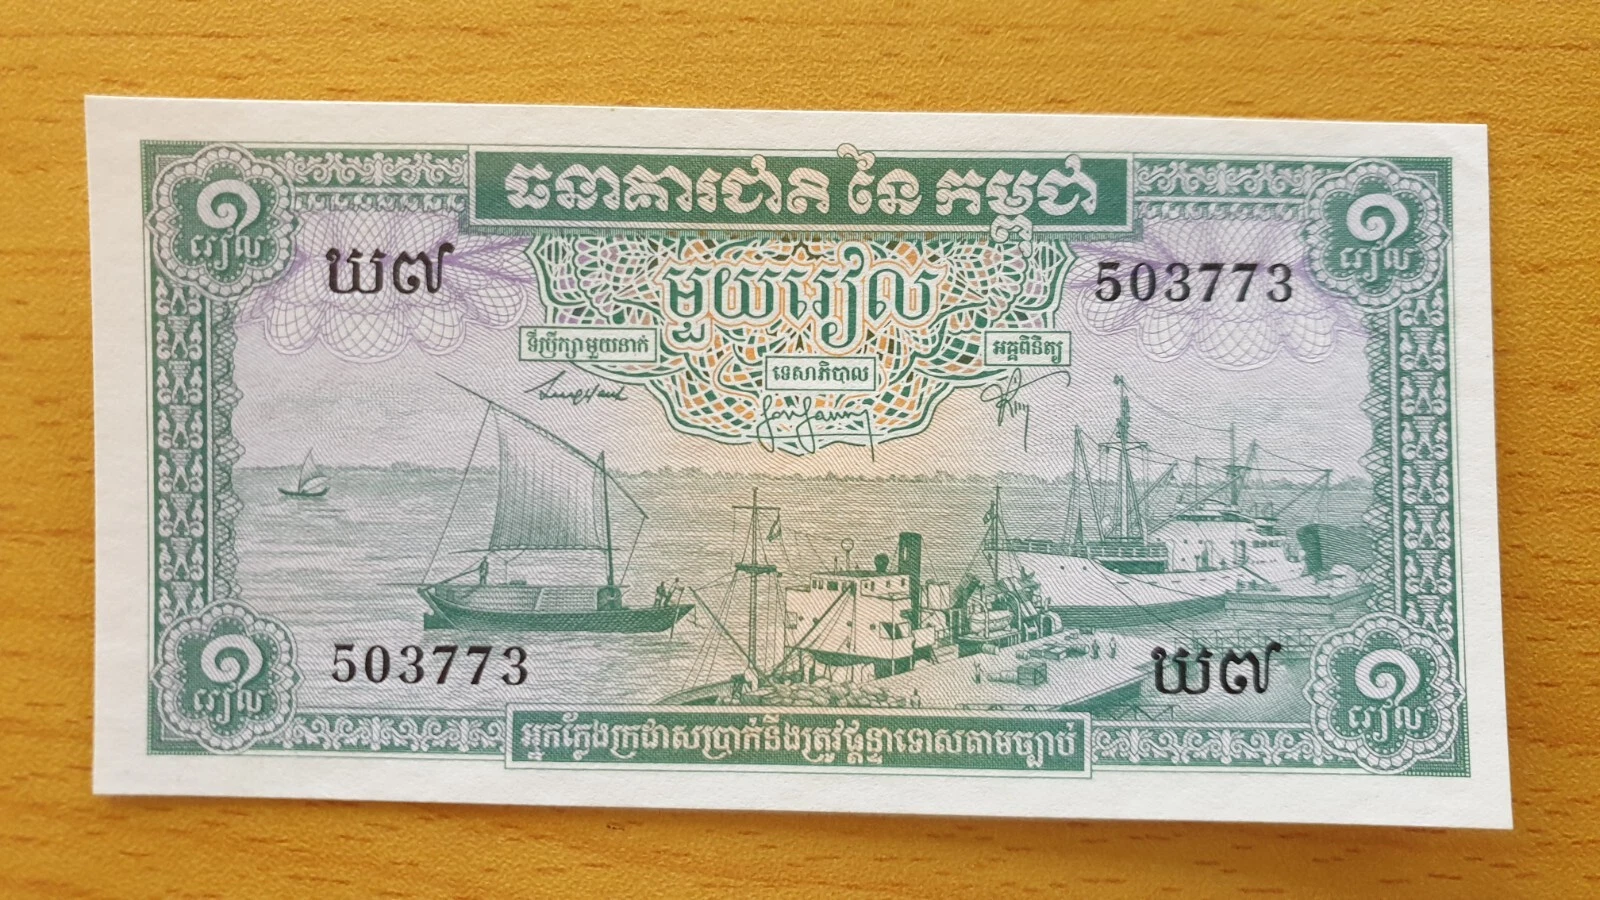 ធនាគារជាតិ នៃ កម្ពុជា
១
រៀល
១
រៀល
ឃ៧
មួយរៀល
503773
ទីប្រឹក្សាមួយនាក់
ទេសាភិបាល
អគ្គពិនិត្យ
503773
ឃ៧
១
រៀល
១
រៀល
អ្នកក្លែងក្រដាសប្រាក់នឹងត្រូវផ្តន្ទាទោសតាមច្បាប់